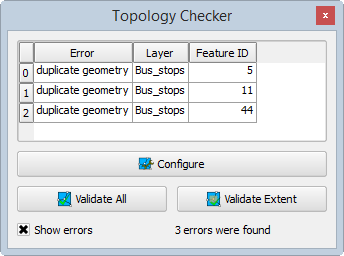 Topology Checker
x
Error Layer Feature ID
0 duplicate geometry Bus_stops 5
1 duplicate geometry Bus_stops 11
2 duplicate geometry Bus_stops 44
Configure
Validate All Validate Extent
Show errors 3 errors were found